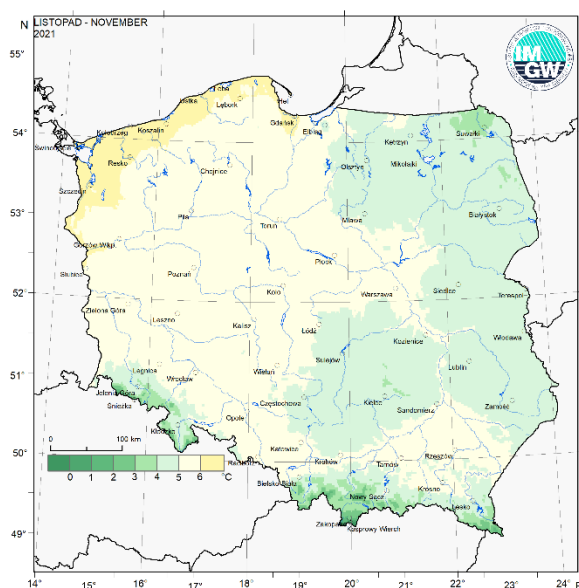 N
LISTOPAD - NOVEMBER
2021
IM
GW
55°
Łeba
Ustka
Lębork
Hel
Kołobrzeg
Koszalin
Gdańsk
Elbląg
Suwałki
54°
Świnoujście
Resko
Kętrzyn
Chojnice
Olsztyn
Mikołajki
Szczecin
53°
Piła
Toruń
Mława
Białystok
Gorzów Wlkp.
Płock
Słubice
Poznań
52°
Koło
Warszawa
Siedlce
Terespol
Zielona Góra
Leszno
Kalisz
Łódź
Kozienice
Włodawa
51°
Legnica
Wrocław
Wieluń
Sulejów
Lublin
Jelenia Góra
Śnieżka
Częstochowa
Kielce
Sandomierz
Zamość
Opole
Kłodzko
0 100 km
50°
Katowice
Racibórz
Kraków
Tarnów
Rzeszów
0 1 2 3 4 5 6 C
Bielsko Biała
Nowy Sącz
Krosno
Lesko
49°
Zakopane
Kasprowy Wierch
14° 15° 16° 17° 18° 19° 20° 21° 22° 23° 24° E